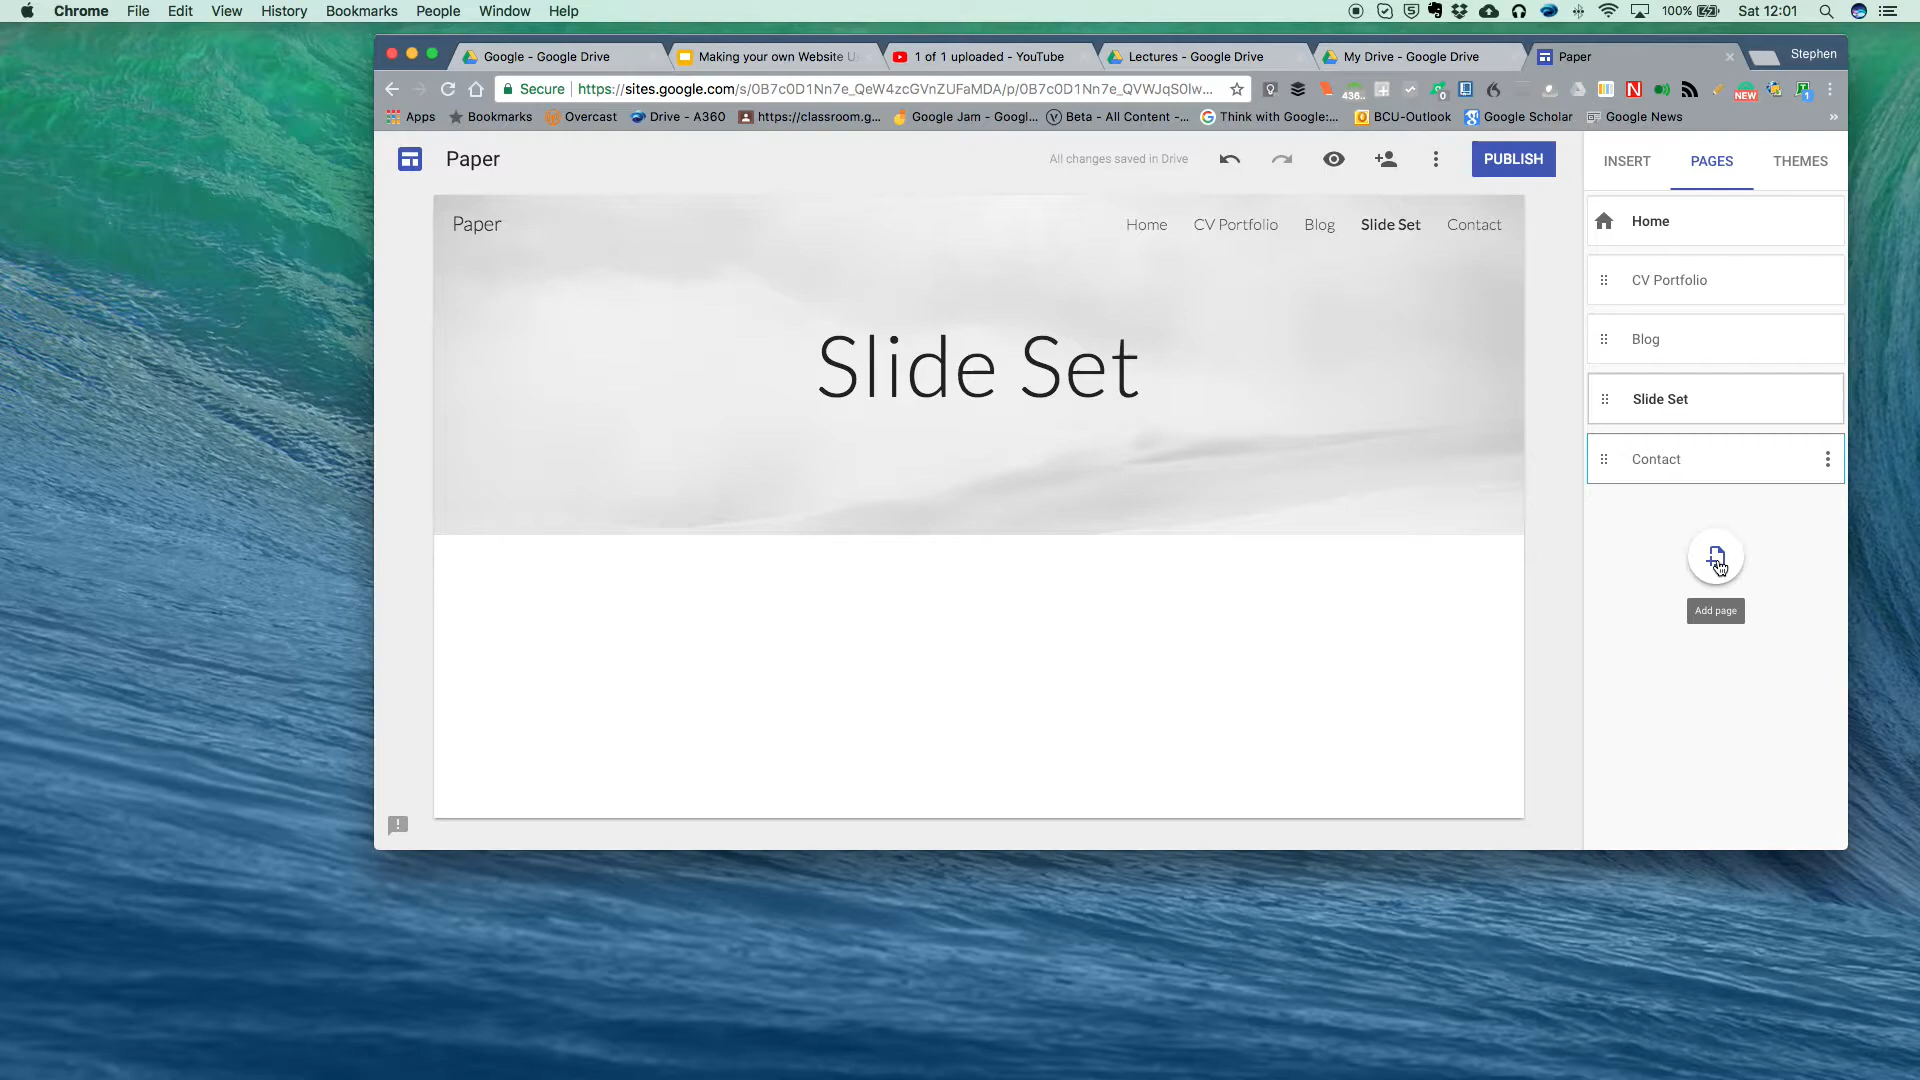 Chrome File Edit View History Bookmarks People Window Help 100% Sat 12:01
Google - Google Drive Making your own Website U 1 of 1 uploaded - YouTube Lectures - Google Drive My Drive - Google Drive Paper Stephen
Secure https://sites.google.com/s/0B7c0D1Nn7e_QeW4zcGVnZUFaMDA/p/0B7c0D1Nn7e_QVWJqS0lw... 436.. NEW 1
Apps Bookmarks Overcast Drive - A360 https://classroom.g... Google Jam - Googl... Beta - All Content -... Think with Google:... BCU-Outlook Google Scholar Google News »
Paper All changes saved in Drive PUBLISH INSERT PAGES THEMES
Paper Home CV Portfolio Blog Slide Set Contact
Slide Set
Home
CV Portfolio
Blog
Slide Set
Contact
Add page